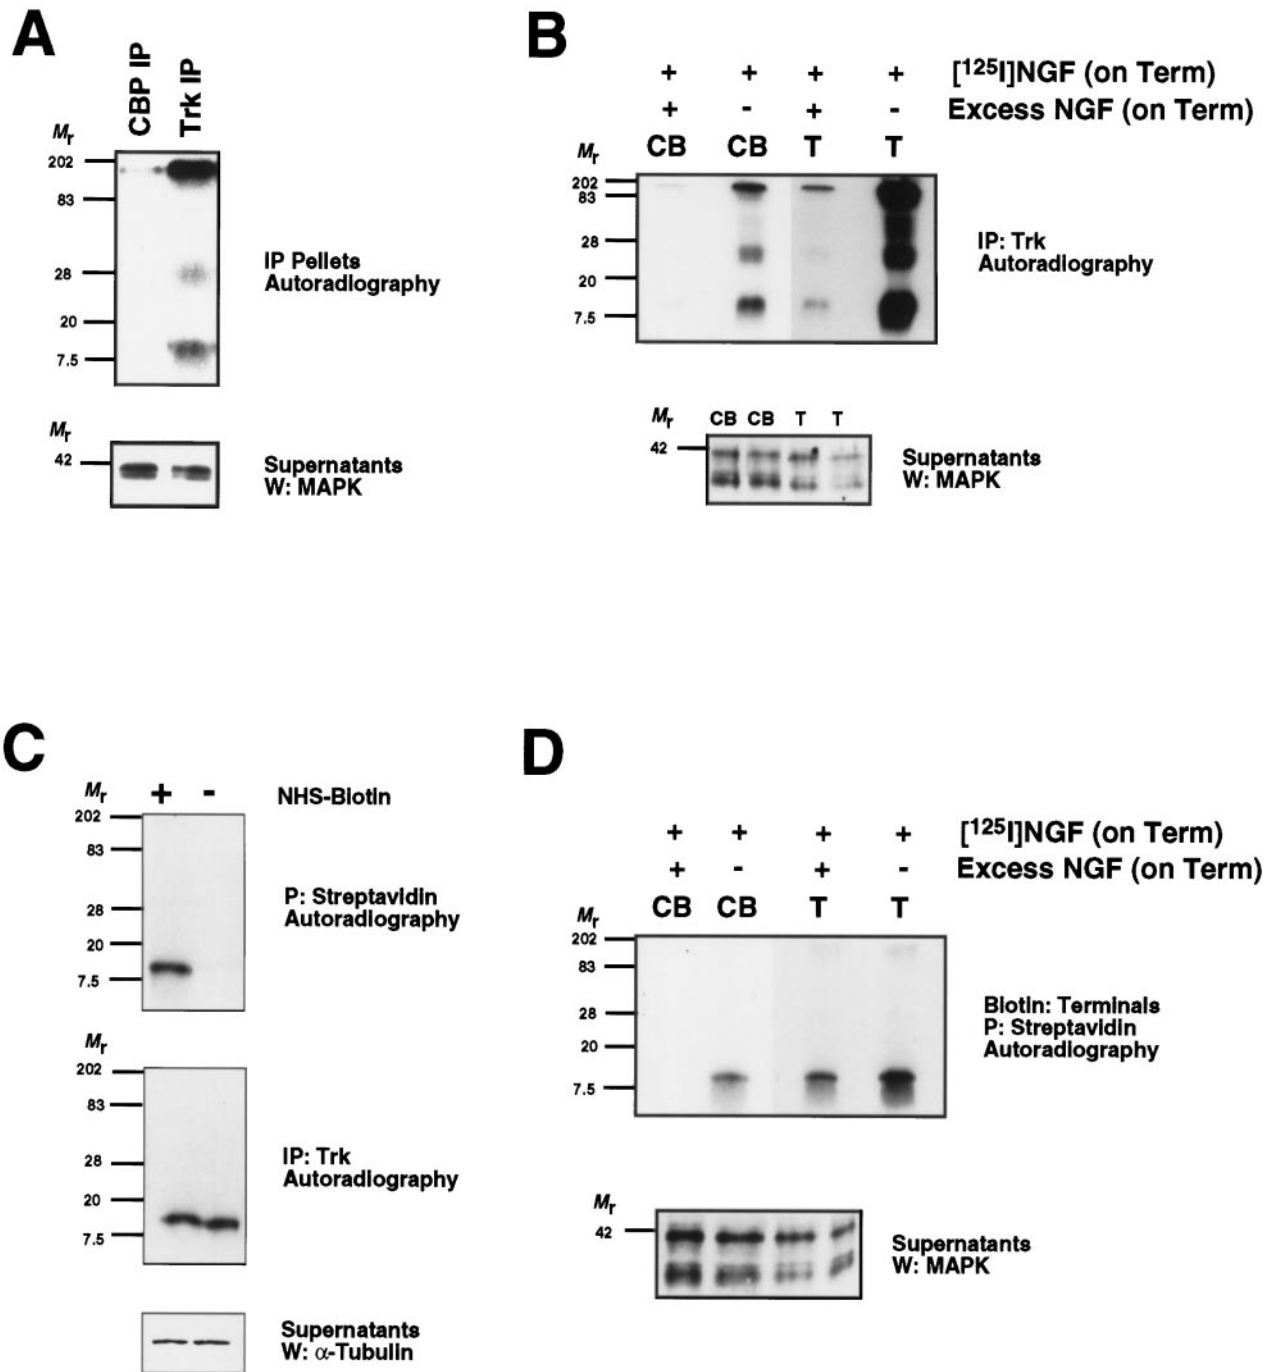 A
CBP IP
Trk IP
Mr
202
83
28
20
7.5
IP Pellets
Autoradiography
Mr
42
Supernatants
W: MAPK
B
+ + + + [125I]NGF (on Term)
+ - + - Excess NGF (on Term)
Mr CB CB T T
202
83
28
20
7.5
IP: Trk
Autoradiography
Mr CB CB T T
42
Supernatants
W: MAPK
C
Mr + - NHS-Biotin
202
83
28
20
7.5
P: Streptavidin
Autoradiography
Mr
202
83
28
20
7.5
IP: Trk
Autoradiography
Supernatants
W: α-Tubulin
D
+ + + + [125I]NGF (on Term)
+ - + - Excess NGF (on Term)
Mr CB CB T T
202
83
28
20
7.5
Biotin: Terminals
P: Streptavidin
Autoradiography
Mr
42
Supernatants
W: MAPK